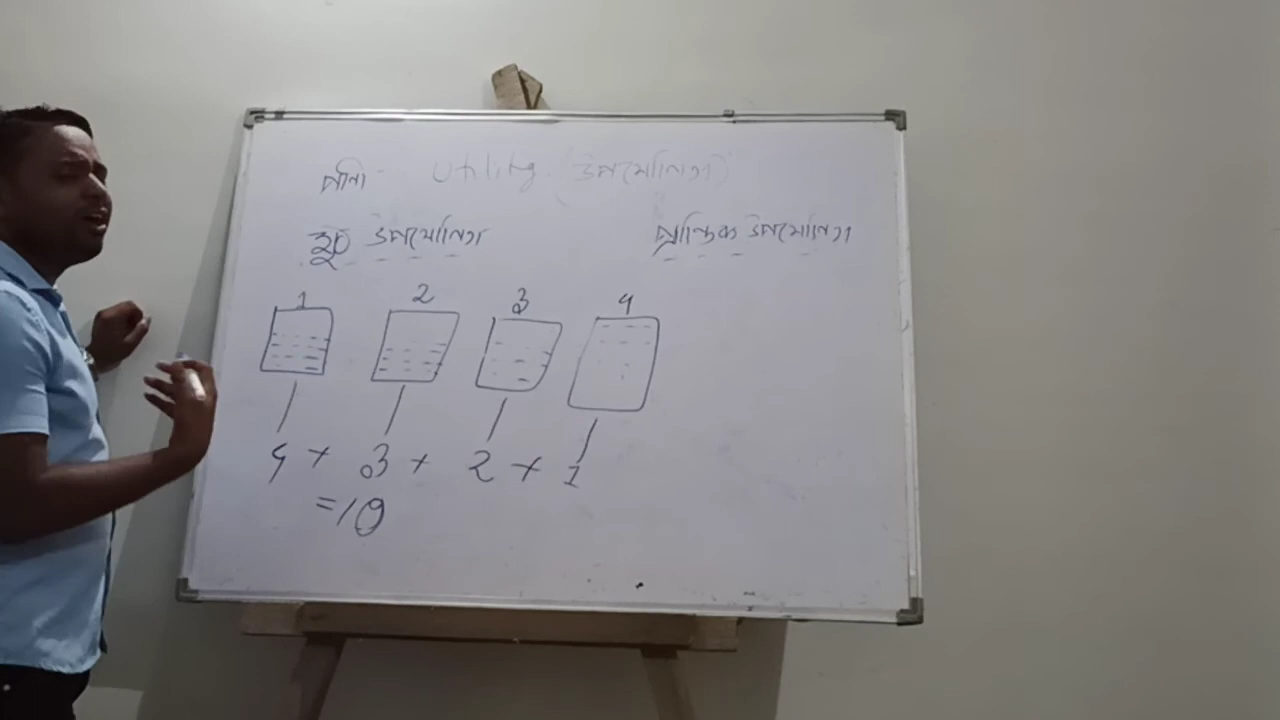 Utility (উপযোগিতা)
মোট উপযোগিতা প্রান্তিক উপযোগিতা
1 2 3 4
4 + 3 + 2 + 1
=10